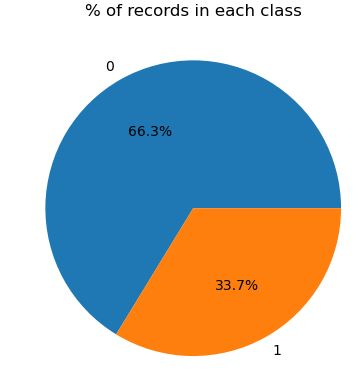 % of records in each class
0
66.3%
33.7%
1